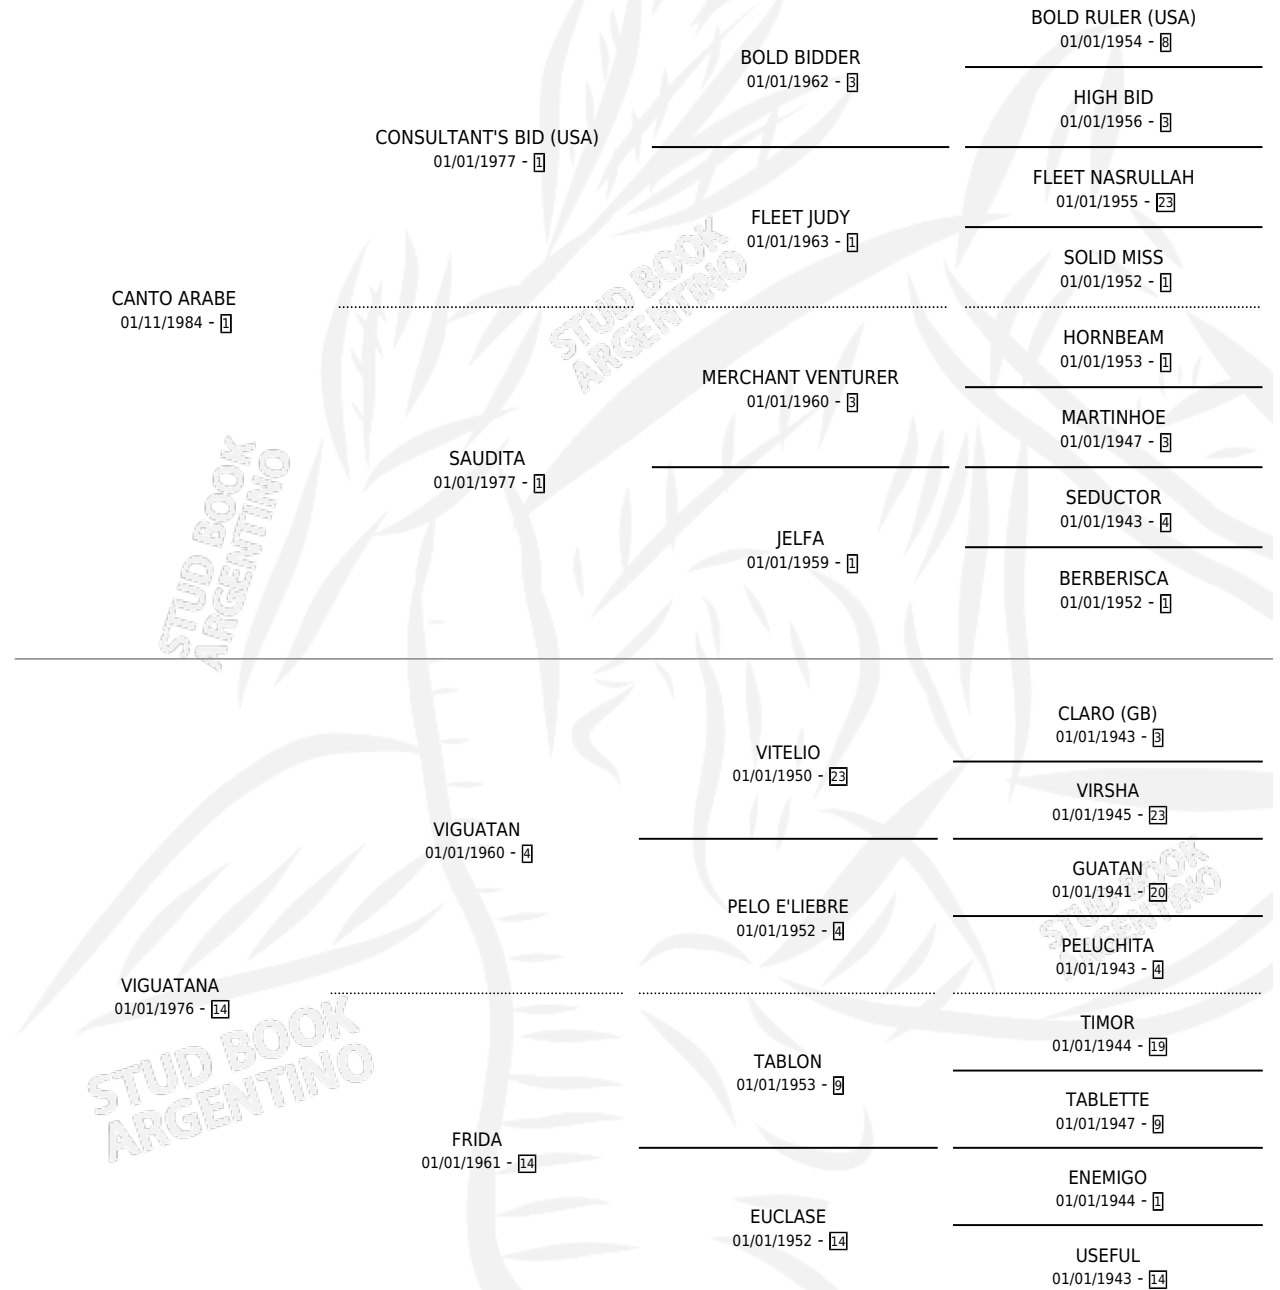 BOLD RULER (USA)
01/01/1954 - 8
BOLD BIDDER
01/01/1962 - 3
HIGH BID
01/01/1956 - 3
CONSULTANT'S BID (USA)
01/01/1977 - 1
FLEET NASRULLAH
01/01/1955 - 23
FLEET JUDY
01/01/1963 - 1
SOLID MISS
01/01/1952 - 1
CANTO ARABE
01/11/1984 - 1
HORNBEAM
01/01/1953 - 1
MERCHANT VENTURER
01/01/1960 - 3
MARTINHOE
01/01/1947 - 3
SAUDITA
01/01/1977 - 1
SEDUCTOR
01/01/1943 - 4
JELFA
01/01/1959 - 1
BERBERISCA
01/01/1952 - 1
CLARO (GB)
01/01/1943 - 3
VITELIO
01/01/1950 - 23
VIRSHA
01/01/1945 - 23
VIGUATAN
01/01/1960 - 4
GUATAN
01/01/1941 - 20
PELO E'LIEBRE
01/01/1952 - 4
PELUCHITA
01/01/1943 - 4
VIGUATANA
01/01/1976 - 14
TIMOR
01/01/1944 - 19
TABLON
01/01/1953 - 9
TABLETTE
01/01/1947 - 9
FRIDA
01/01/1961 - 14
ENEMIGO
01/01/1944 - 1
EUCLASE
01/01/1952 - 14
USEFUL
01/01/1943 - 14
STUD BOOK
ARGENTINO
STUD BOOK
ARGENTINO
STUD BOOK
ARGENTINO
STUD BOOK
ARGENTINO